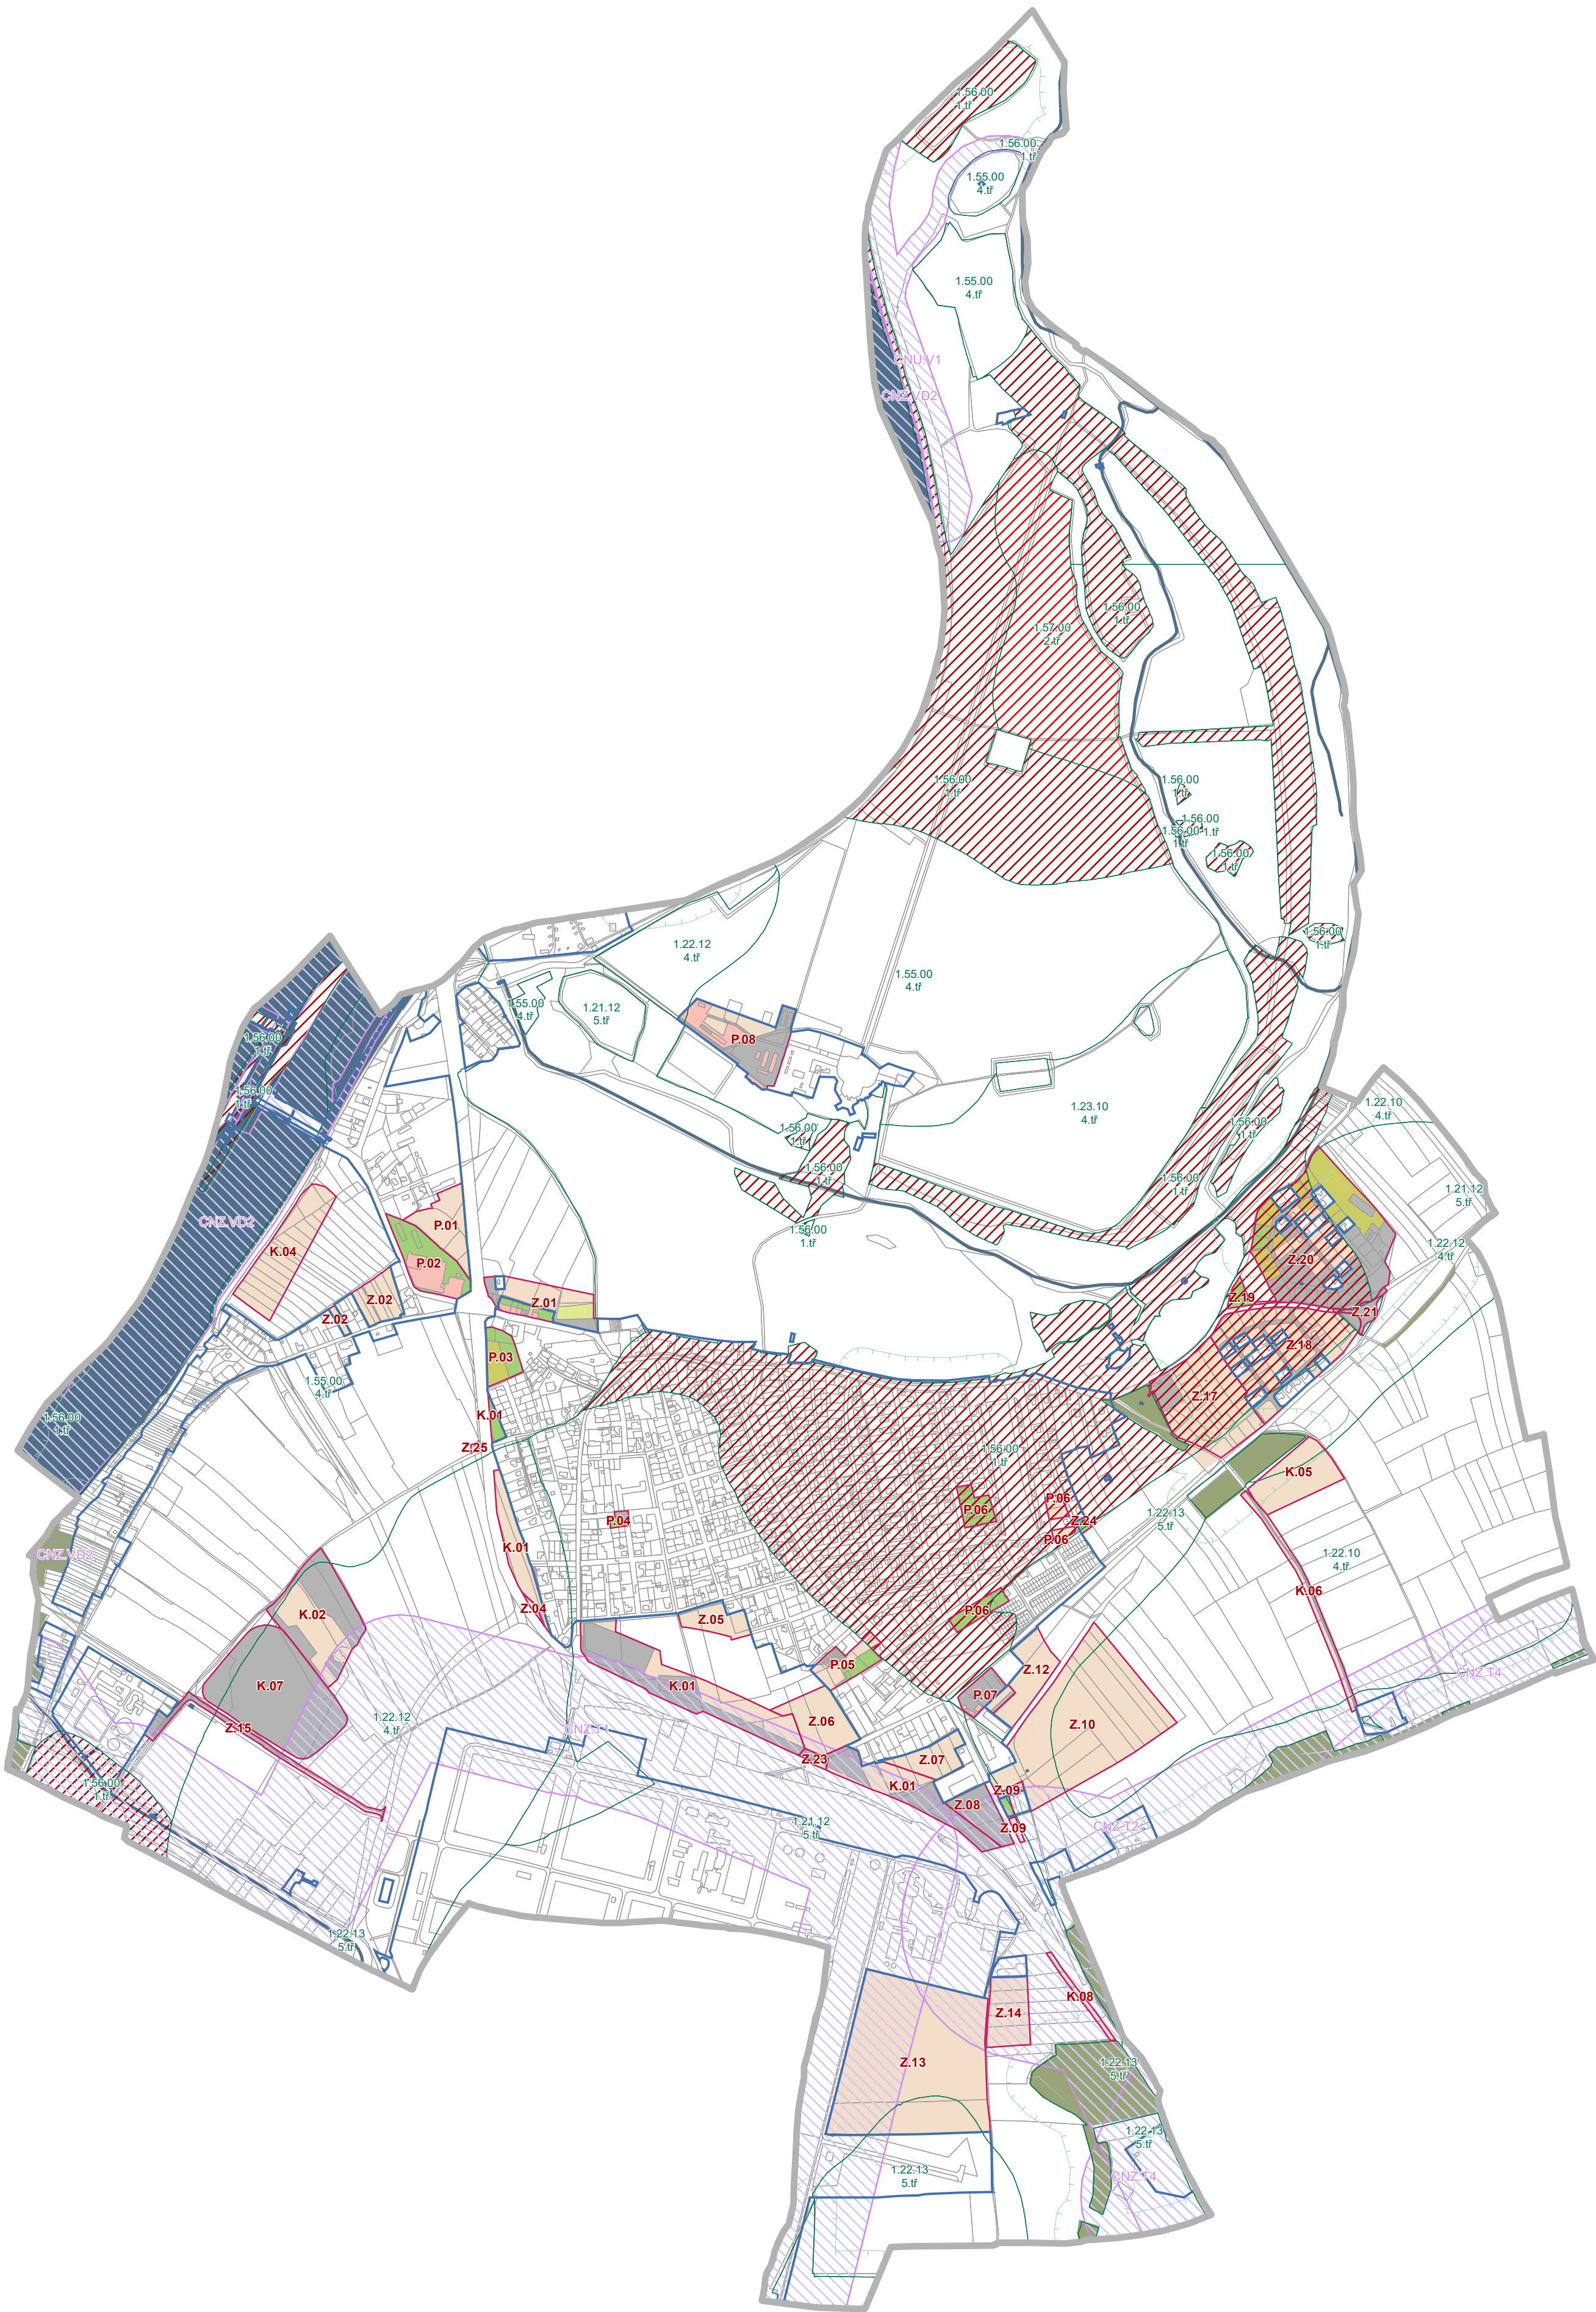 1.56.00
1.tř
1.56.00
1.tř
1.55.00
4.tř
1.55.00
4.tř
CNU.V1
CNZ.VD2
1.56.00
1.tř
1.57.00
2.tř
1.56.00
1.tř
1.56.00
1.tř
1.56.00
1.tř
1.56.00
1.tř
1.56.00
1.tř
1.56.00
1.tř
1.22.12
4.tř
1.55.00
4.tř
1.55.00
4.tř
1.21.12
5.tř
P.08
1.56.00
1.tř
1.56.00
1.tř
1.23.10
4.tř
1.22.10
4.tř
1.56.00
1.tř
1.56.00
1.tř
1.56.00
1.tř
1.56.00
1.tř
1.56.00
1.tř
1.21.12
5.tř
CNZ.VD2
P.01
K.04
P.02
1.22.12
4.tř
Z.20
Z.19
Z.02
Z.01
Z.21
Z.02
Z.18
P.03
1.55.00
4.tř
Z.17
1.56.00
1.tř
K.01
Z.25
1.56.00
1.tř
K.05
P.06
P.06
1.22.13
5.tř
P.04
Z.24
P.06
K.01
CNZ.VD2
1.22.10
4.tř
K.06
Z.04
P.06
K.02
Z.05
P.05
Z.12
CNZ.T4
K.07
K.01
P.07
Z.06
Z.10
1.22.12
4.tř
Z.15
CNZ.T1
Z.23
Z.07
1.56.00
1.tř
K.01
Z.09
Z.08
1.21.12
5.tř
Z.09
CNZ.T2
1.22.13
5.tř
K.08
Z.14
Z.13
1.22.13
5.tř
1.22.13
5.tř
1.22.13
5.tř
CNZ.T4